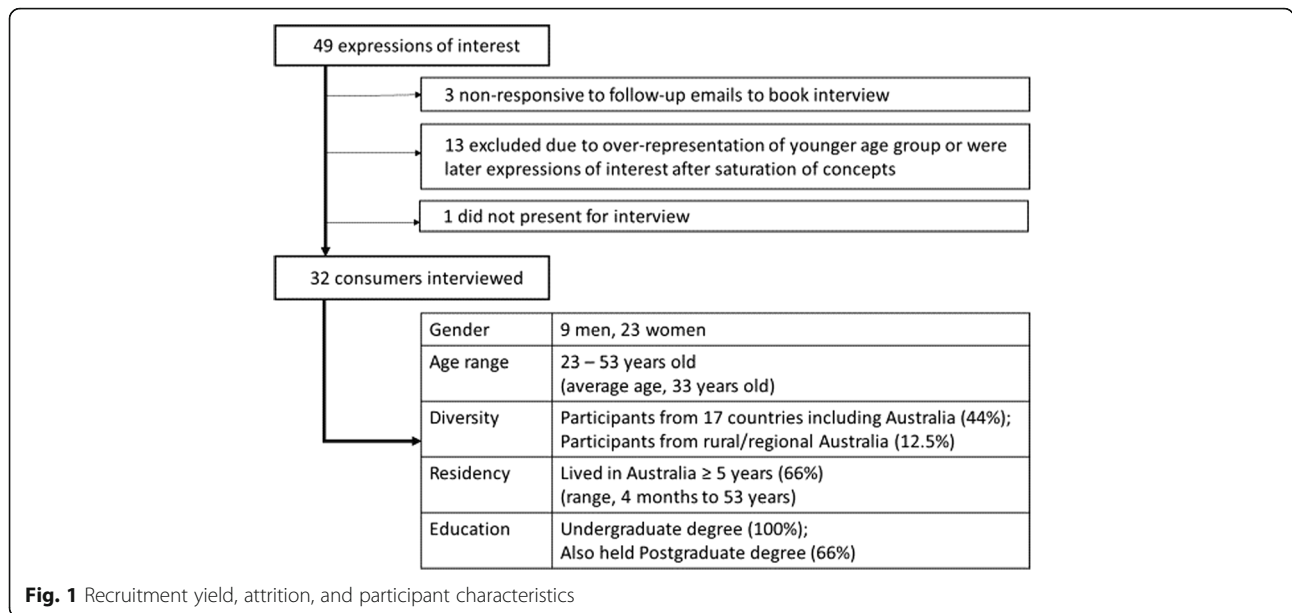 49 expressions of interest
3 non-responsive to follow-up emails to book interview
13 excluded due to over-representation of younger age group or were
later expressions of interest after saturation of concepts
1 did not present for interview
32 consumers interviewed
Gender 9 men, 23 women
Age range 23 – 53 years old
(average age, 33 years old)
Diversity Participants from 17 countries including Australia (44%);
Participants from rural/regional Australia (12.5%)
Residency Lived in Australia ≥ 5 years (66%)
(range, 4 months to 53 years)
Education Undergraduate degree (100%);
Also held Postgraduate degree (66%)
Fig. 1 Recruitment yield, attrition, and participant characteristics